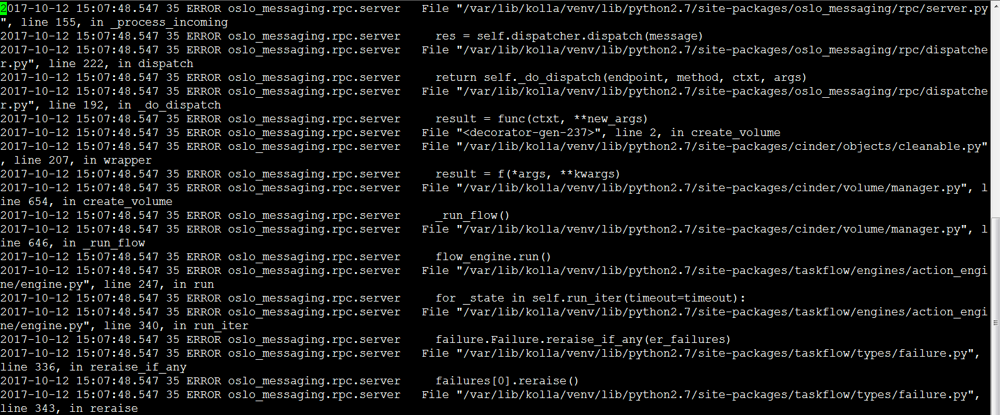 2017-10-12 15:07:48.547 35 ERROR oslo_messaging.rpc.server   File "/var/lib/kolla/venv/lib/python2.7/site-packages/oslo_messaging/rpc/server.py
", line 155, in _process_incoming
2017-10-12 15:07:48.547 35 ERROR oslo_messaging.rpc.server     res = self.dispatcher.dispatch(message)
2017-10-12 15:07:48.547 35 ERROR oslo_messaging.rpc.server   File "/var/lib/kolla/venv/lib/python2.7/site-packages/oslo_messaging/rpc/dispatche
r.py", line 222, in dispatch
2017-10-12 15:07:48.547 35 ERROR oslo_messaging.rpc.server     return self._do_dispatch(endpoint, method, ctxt, args)
2017-10-12 15:07:48.547 35 ERROR oslo_messaging.rpc.server   File "/var/lib/kolla/venv/lib/python2.7/site-packages/oslo_messaging/rpc/dispatche
r.py", line 192, in _do_dispatch
2017-10-12 15:07:48.547 35 ERROR oslo_messaging.rpc.server     result = func(ctxt, **new_args)
2017-10-12 15:07:48.547 35 ERROR oslo_messaging.rpc.server   File "<decorator-gen-237>", line 2, in create_volume
2017-10-12 15:07:48.547 35 ERROR oslo_messaging.rpc.server   File "/var/lib/kolla/venv/lib/python2.7/site-packages/cinder/objects/cleanable.py"
, line 207, in wrapper
2017-10-12 15:07:48.547 35 ERROR oslo_messaging.rpc.server     result = f(*args, **kwargs)
2017-10-12 15:07:48.547 35 ERROR oslo_messaging.rpc.server   File "/var/lib/kolla/venv/lib/python2.7/site-packages/cinder/volume/manager.py", l
ine 654, in create_volume
2017-10-12 15:07:48.547 35 ERROR oslo_messaging.rpc.server     _run_flow()
2017-10-12 15:07:48.547 35 ERROR oslo_messaging.rpc.server   File "/var/lib/kolla/venv/lib/python2.7/site-packages/cinder/volume/manager.py", l
ine 646, in _run_flow
2017-10-12 15:07:48.547 35 ERROR oslo_messaging.rpc.server     flow_engine.run()
2017-10-12 15:07:48.547 35 ERROR oslo_messaging.rpc.server   File "/var/lib/kolla/venv/lib/python2.7/site-packages/taskflow/engines/action_engi
ne/engine.py", line 247, in run
2017-10-12 15:07:48.547 35 ERROR oslo_messaging.rpc.server     for _state in self.run_iter(timeout=timeout):
2017-10-12 15:07:48.547 35 ERROR oslo_messaging.rpc.server   File "/var/lib/kolla/venv/lib/python2.7/site-packages/taskflow/engines/action_engi
ne/engine.py", line 340, in run_iter
2017-10-12 15:07:48.547 35 ERROR oslo_messaging.rpc.server     failure.Failure.reraise_if_any(er_failures)
2017-10-12 15:07:48.547 35 ERROR oslo_messaging.rpc.server   File "/var/lib/kolla/venv/lib/python2.7/site-packages/taskflow/types/failure.py",
line 336, in reraise_if_any
2017-10-12 15:07:48.547 35 ERROR oslo_messaging.rpc.server     failures[0].reraise()
2017-10-12 15:07:48.547 35 ERROR oslo_messaging.rpc.server   File "/var/lib/kolla/venv/lib/python2.7/site-packages/taskflow/types/failure.py",
line 343, in reraise